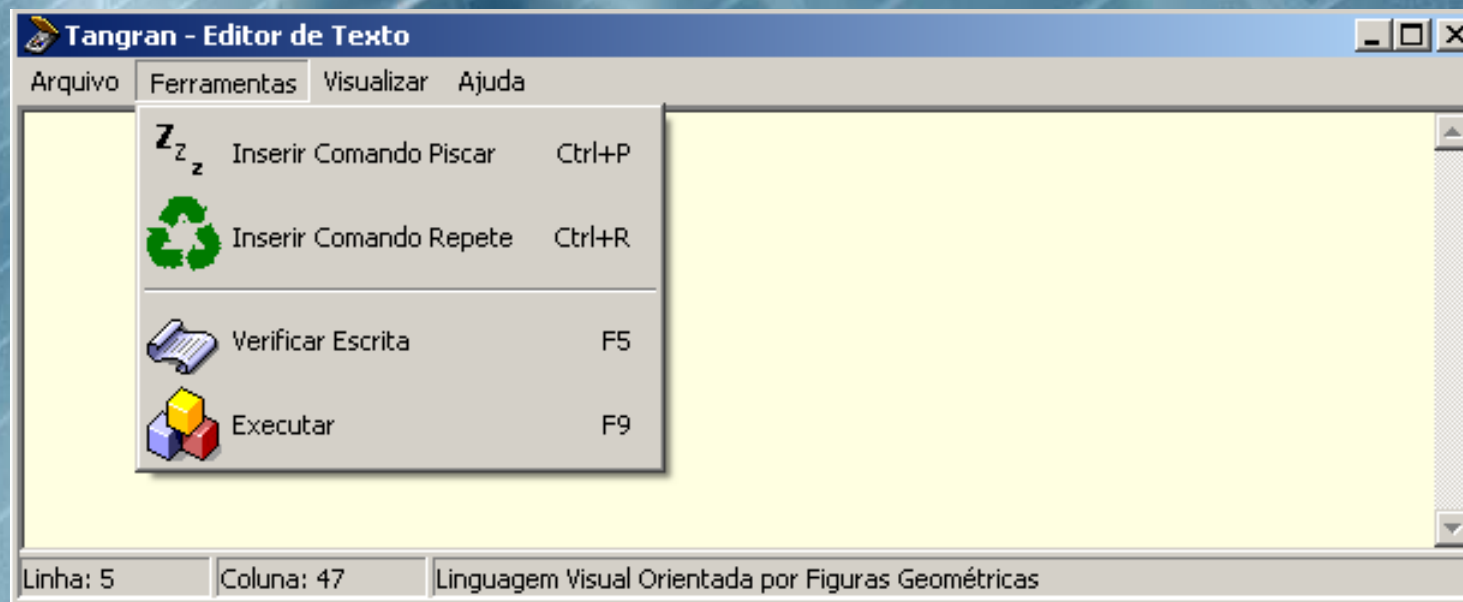 Tangran - Editor de Texto
Arquivo Ferramentas Visualizar Ajuda
Zzz Inserir Comando Piscar Ctrl+P
Inserir Comando Repete Ctrl+R
Verificar Escrita F5
Executar F9
Linha: 5 Coluna: 47 Linguagem Visual Orientada por Figuras Geométricas